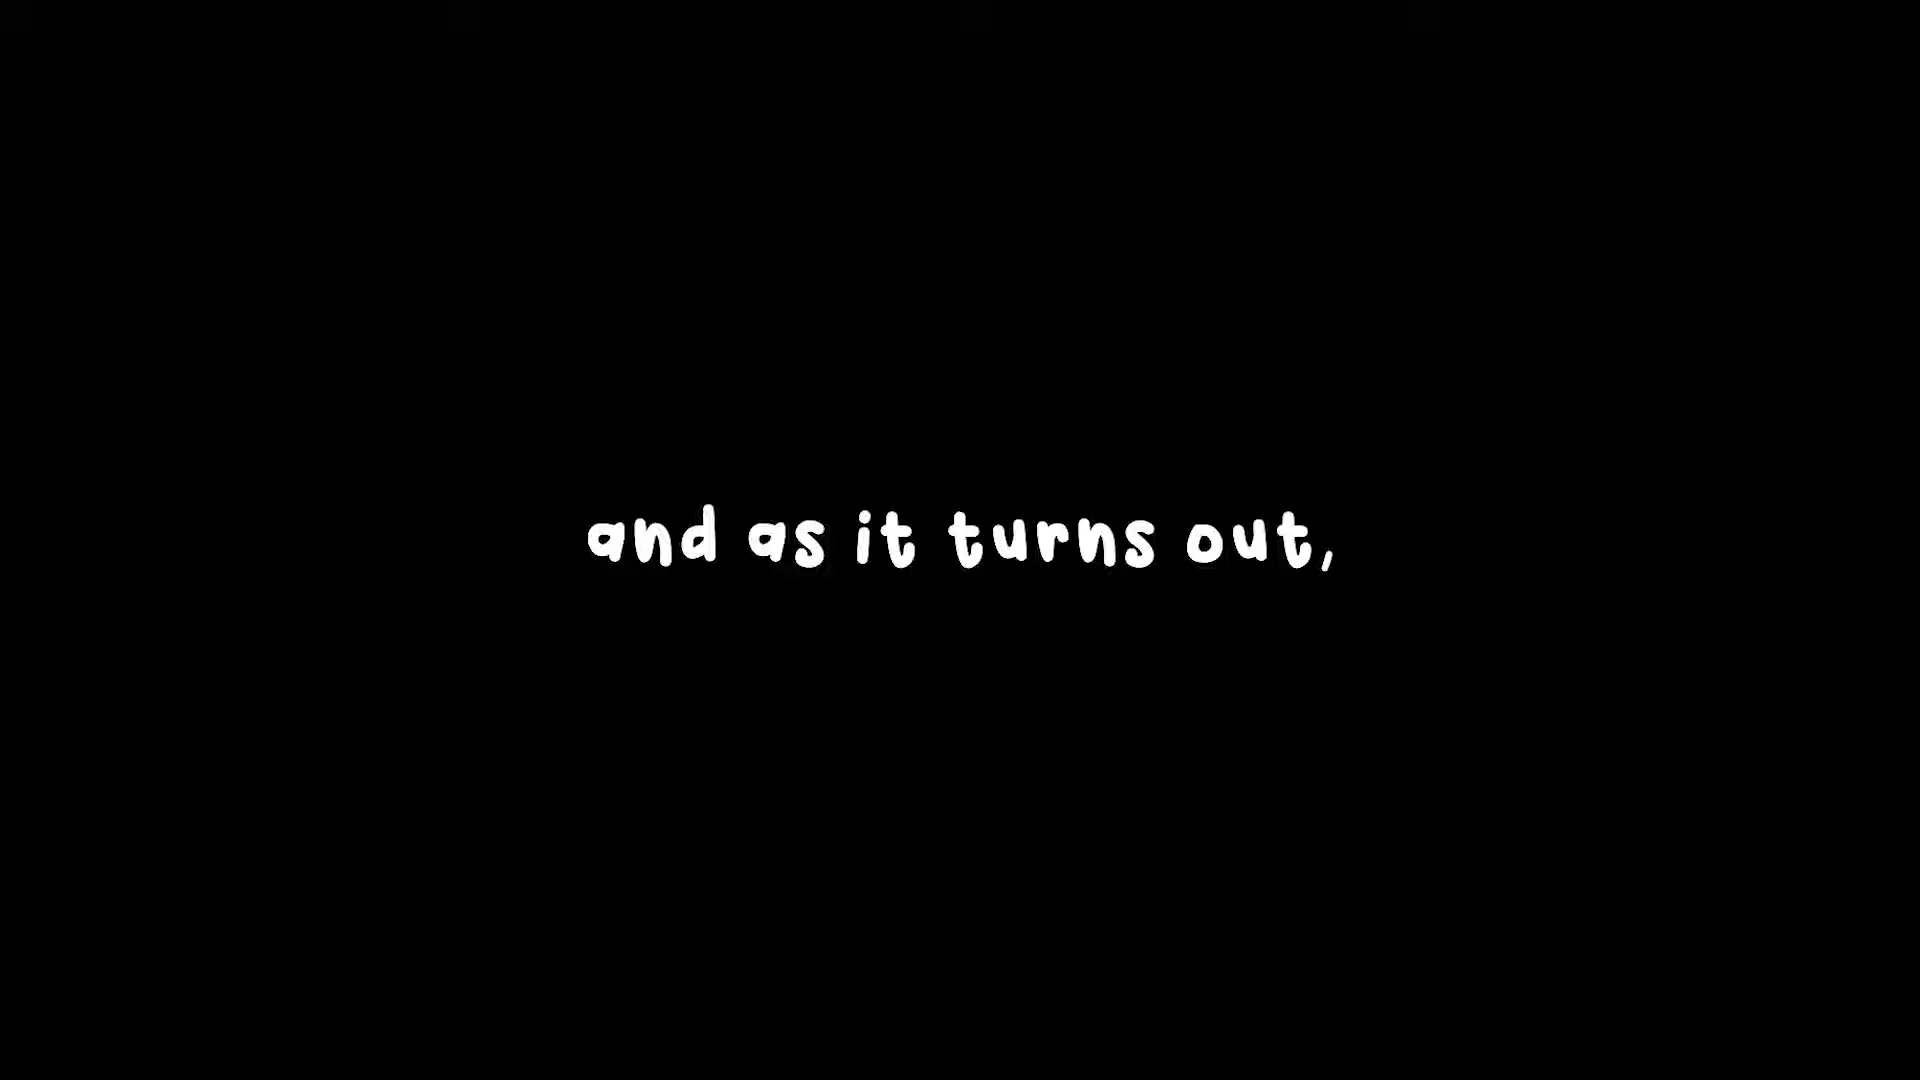 and as it turns out,